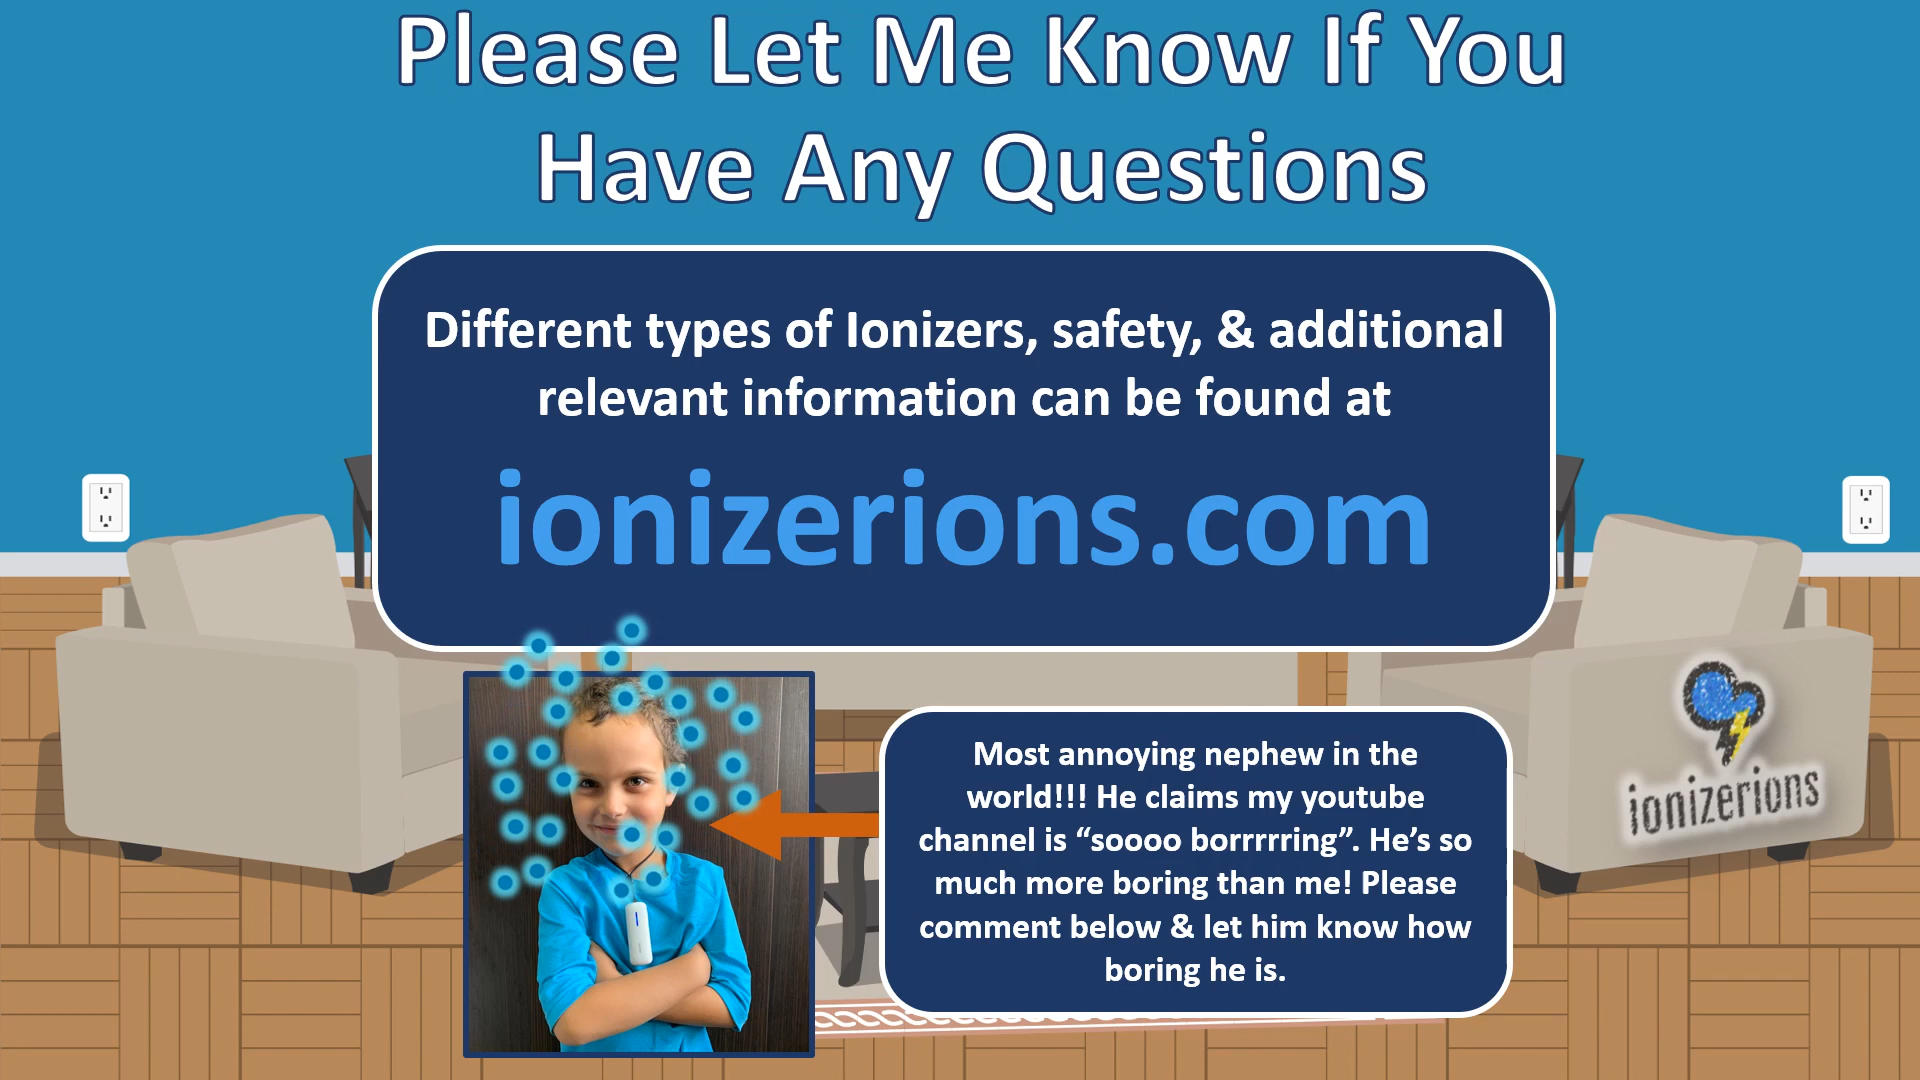 Please Let Me Know If You
Have Any Questions
Different types of Ionizers, safety, & additional
relevant information can be found at
ionizerions.com
Most annoying nephew in the
world!!! He claims my youtube
channel is “soooo borrrrring”. He’s so
much more boring than me! Please
comment below & let him know how
boring he is.
ionizerions